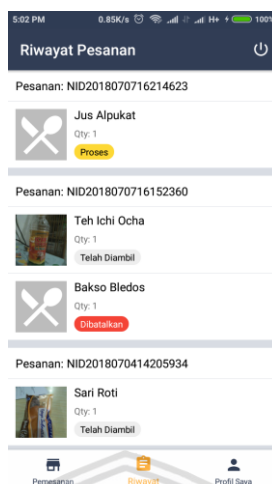 5:02 PM 0.85K/s H+ 100%
Riwayat Pesanan
Pesanan: NID2018070716214623
Jus Alpukat
Qty: 1
Proses
Pesanan: NID2018070716152360
Teh Ichi Ocha
Qty: 1
Telah Diambil
Bakso Bledos
Qty: 1
Dibatalkan
Pesanan: NID2018070414205934
Sari Roti
Qty: 1
Telah Diambil
Pemesanan Riwayat Profil Saya